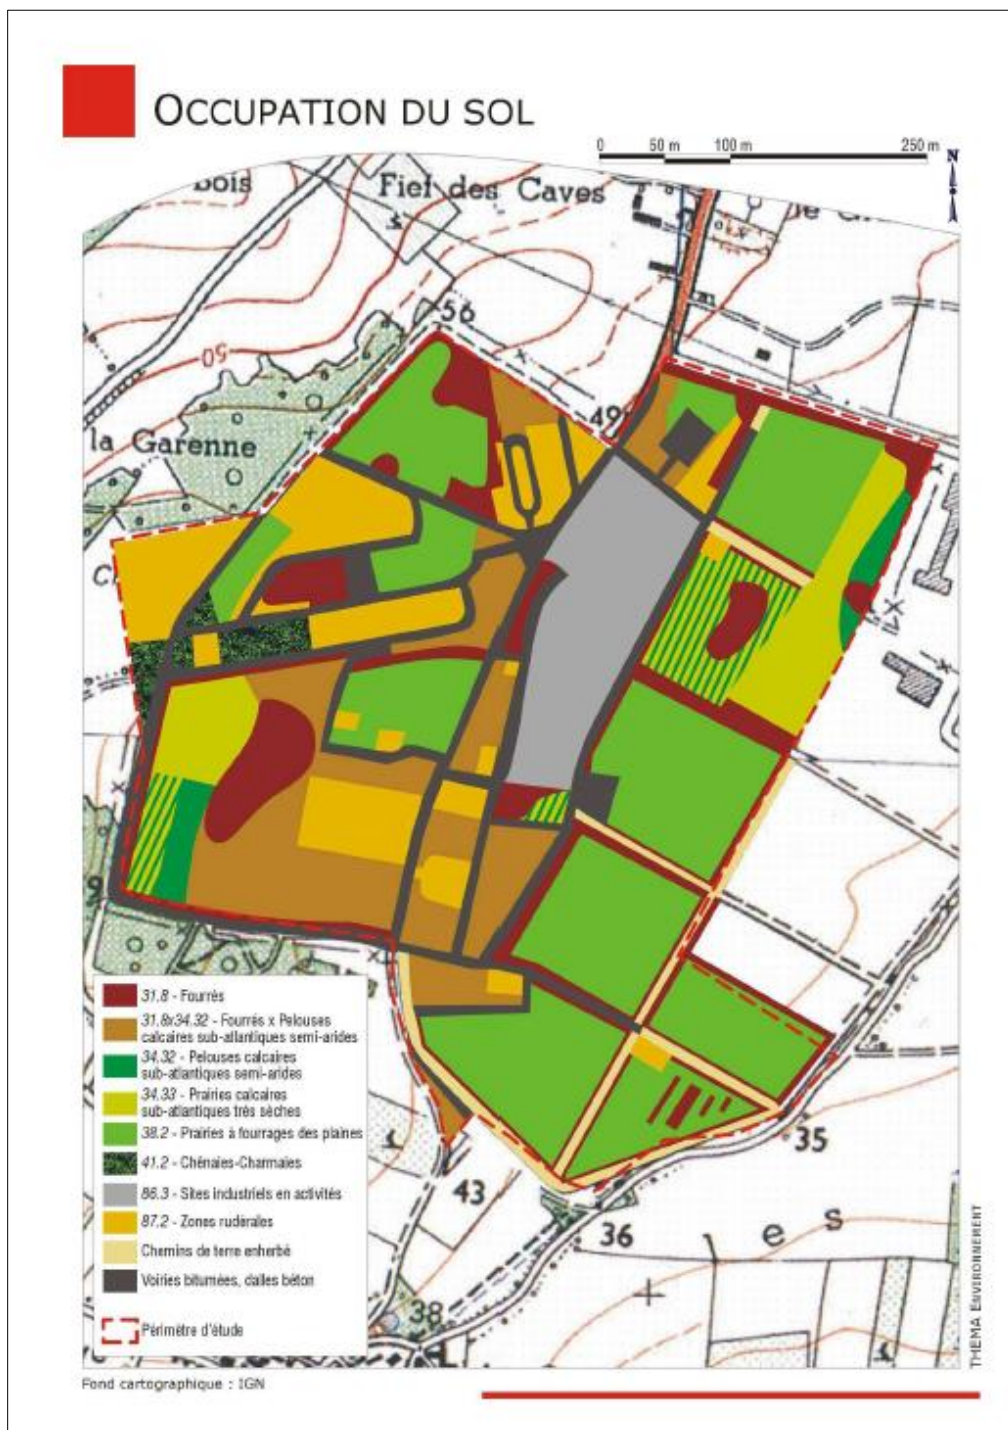 OCCUPATION DU SOL
0 50 m 100 m 250 m
N
bois
Fief des Caves
le G
56
50
49
la Garenne
C
9
31.8 - Fourrés
31.8x34.32 - Fourrés x Pelouses
calcaires sub-atlantiques semi-arides
34.32 - Pelouses calcaires
sub-atlantiques semi-arides
34.33 - Prairies calcaires
sub-atlantiques très sèches
38.2 - Prairies à fourrages des plaines
41.2 - Chênaies-Charmaies
86.3 - Sites industriels en activités
87.2 - Zones rudérales
Chemins de terre enherbé
Voiries bitumées, dalles béton
Périmètre d'étude
35
43
36
l e s
38
THEMA ENVIRONNEMENT
Fond cartographique : IGN